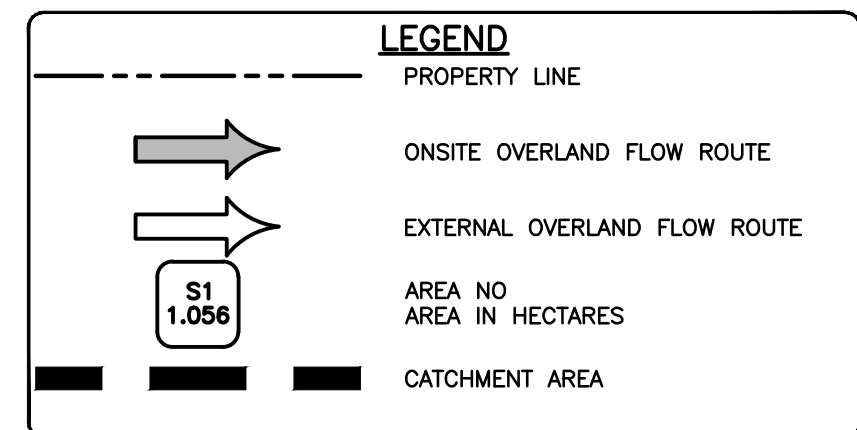 LEGEND
PROPERTY LINE
ONSITE OVERLAND FLOW ROUTE
EXTERNAL OVERLAND FLOW ROUTE
S1
1.056
AREA NO
AREA IN HECTARES
CATCHMENT AREA